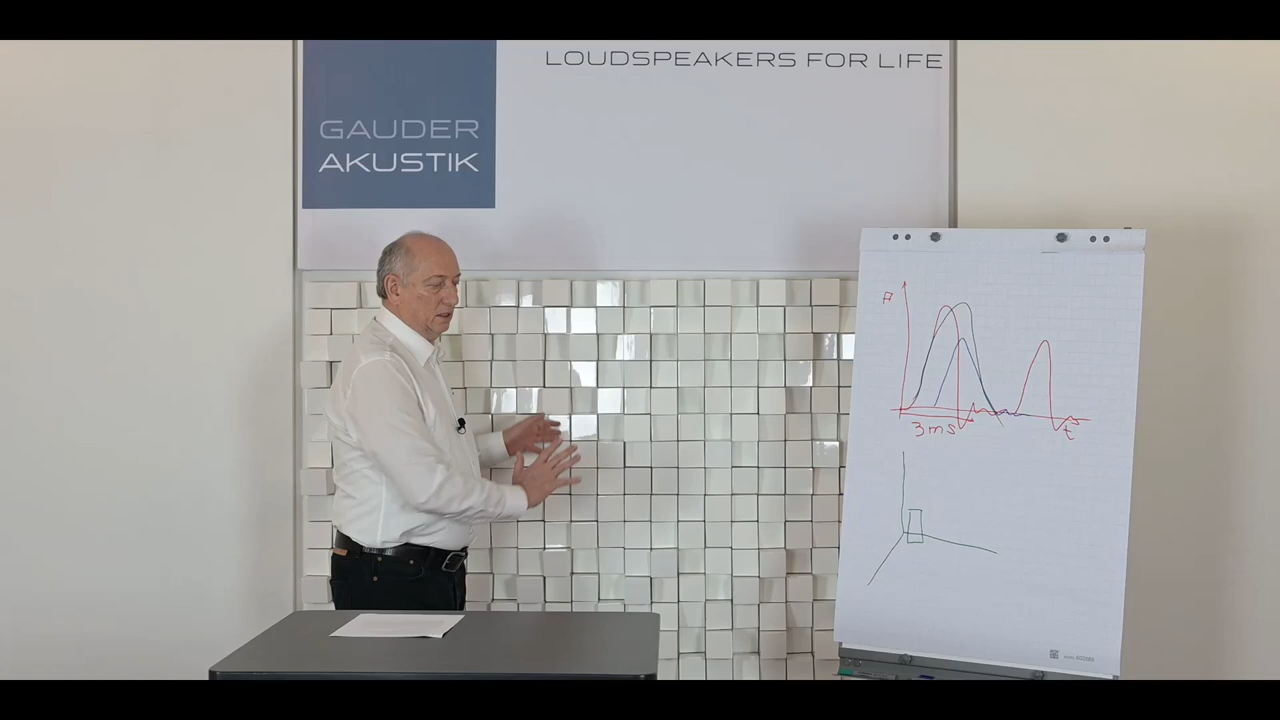 LOUDSPEAKERS FOR LIFE
GAUDER
AKUSTIK
P
3ms
t